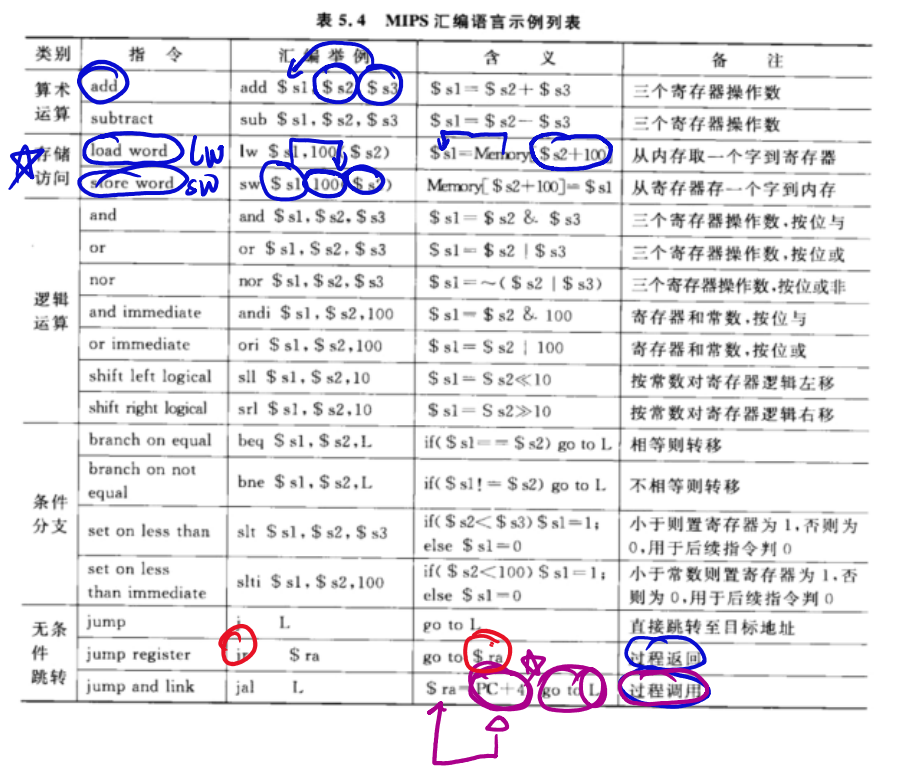 表 5.4 MIPS 汇编语言示例列表
类别 指令 汇编举例 含义 备注
算术运算 add add $s1,$s2,$s3 $s1=$s2+$s3 三个寄存器操作数
subtract sub $s1,$s2,$s3 $s1=$s2-$s3 三个寄存器操作数
存储访问 load word LW lw $s1,100($s2) $s1=Memory[$s2+100] 从内存取一个字到寄存器
store word SW sw $s1,100($s2) Memory[$s2+100]=$s1 从寄存器存一个字到内存
逻辑运算 and and $s1,$s2,$s3 $s1=$s2 & $s3 三个寄存器操作数,按位与
or or $s1,$s2,$s3 $s1=$s2 | $s3 三个寄存器操作数,按位或
nor nor $s1,$s2,$s3 $s1=~($s2 | $s3) 三个寄存器操作数,按位或非
and immediate andi $s1,$s2,100 $s1=$s2 & 100 寄存器和常数,按位与
or immediate ori $s1,$s2,100 $s1=$s2 | 100 寄存器和常数,按位或
shift left logical sll $s1,$s2,10 $s1=$s2≪10 按常数对寄存器逻辑左移
shift right logical srl $s1,$s2,10 $s1=$s2≫10 按常数对寄存器逻辑右移
条件分支 branch on equal beq $s1,$s2,L if($s1==$s2) go to L 相等则转移
branch on not
equal bne $s1,$s2,L if($s1!=$s2) go to L 不相等则转移
set on less than slt $s1,$s2,$s3 if($s2<$s3)$s1=1;
else $s1=0 小于则置寄存器为1,否则为
0,用于后续指令判0
set on less
than immediate slti $s1,$s2,100 if($s2<100)$s1=1;
else $s1=0 小于常数则置寄存器为1,否
则为0,用于后续指令判0
无条件跳转 jump j L go to L 直接跳转至目标地址
jump register jr $ra go to $ra 过程返回
jump and link jal L $ra=PC+4 go to L 过程调用